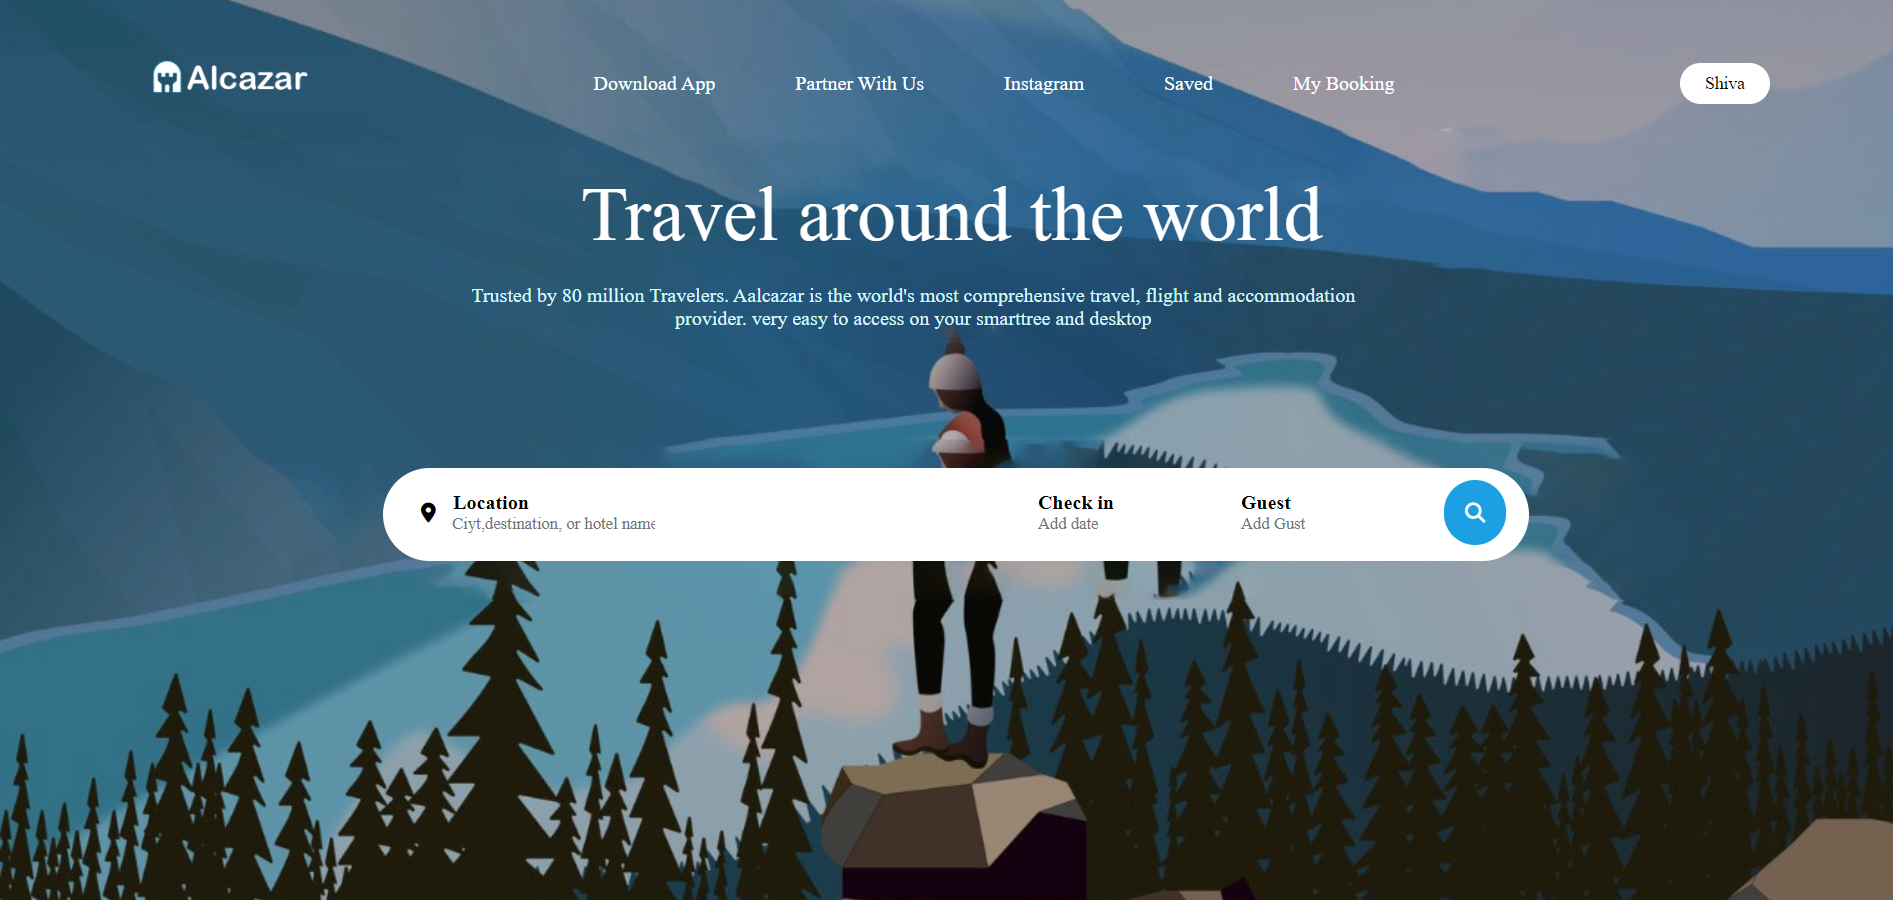 Alcazar
Download App
Partner With Us
Instagram
Saved
My Booking
Shiva
Travel around the world
Trusted by 80 million Travelers. Aalcazar is the world's most comprehensive travel, flight and accommodation
provider. very easy to access on your smarttree and desktop
Location
Ciyt,destination, or hotel name
Check in
Add date
Guest
Add Gust